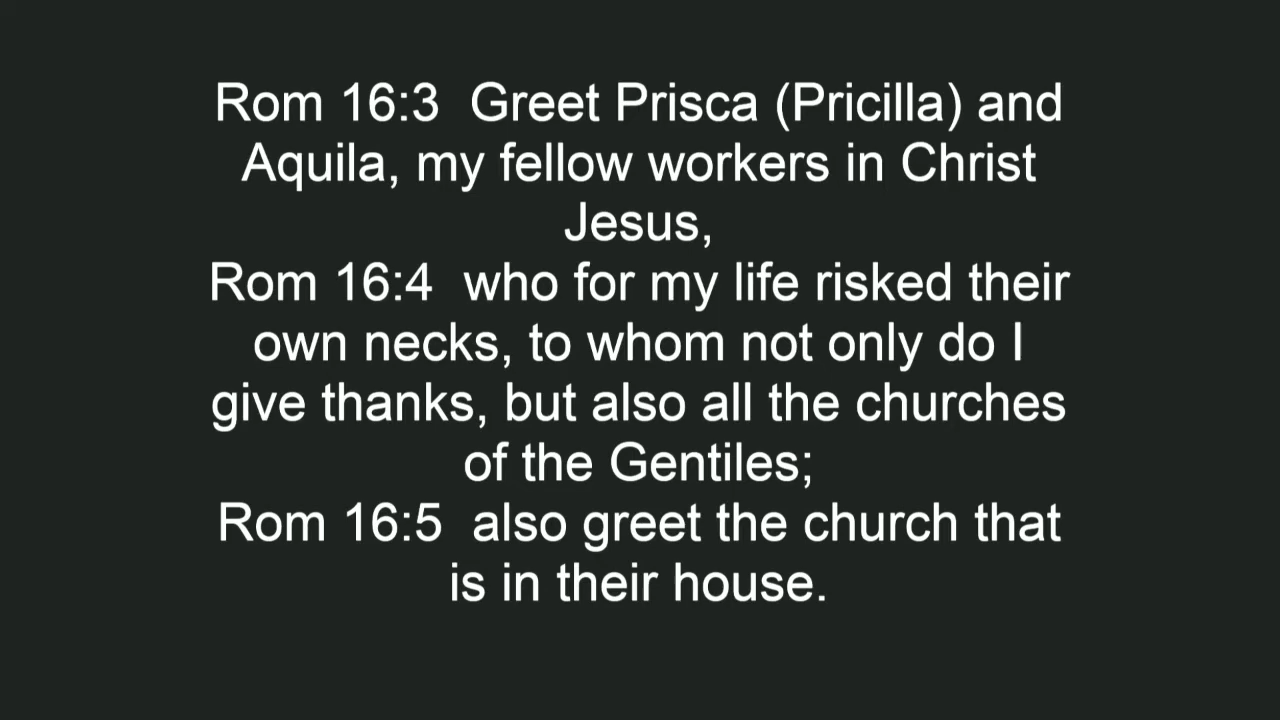 Rom 16:3  Greet Prisca (Pricilla) and
Aquila, my fellow workers in Christ
Jesus,
Rom 16:4  who for my life risked their
own necks, to whom not only do I
give thanks, but also all the churches
of the Gentiles;
Rom 16:5  also greet the church that
is in their house.